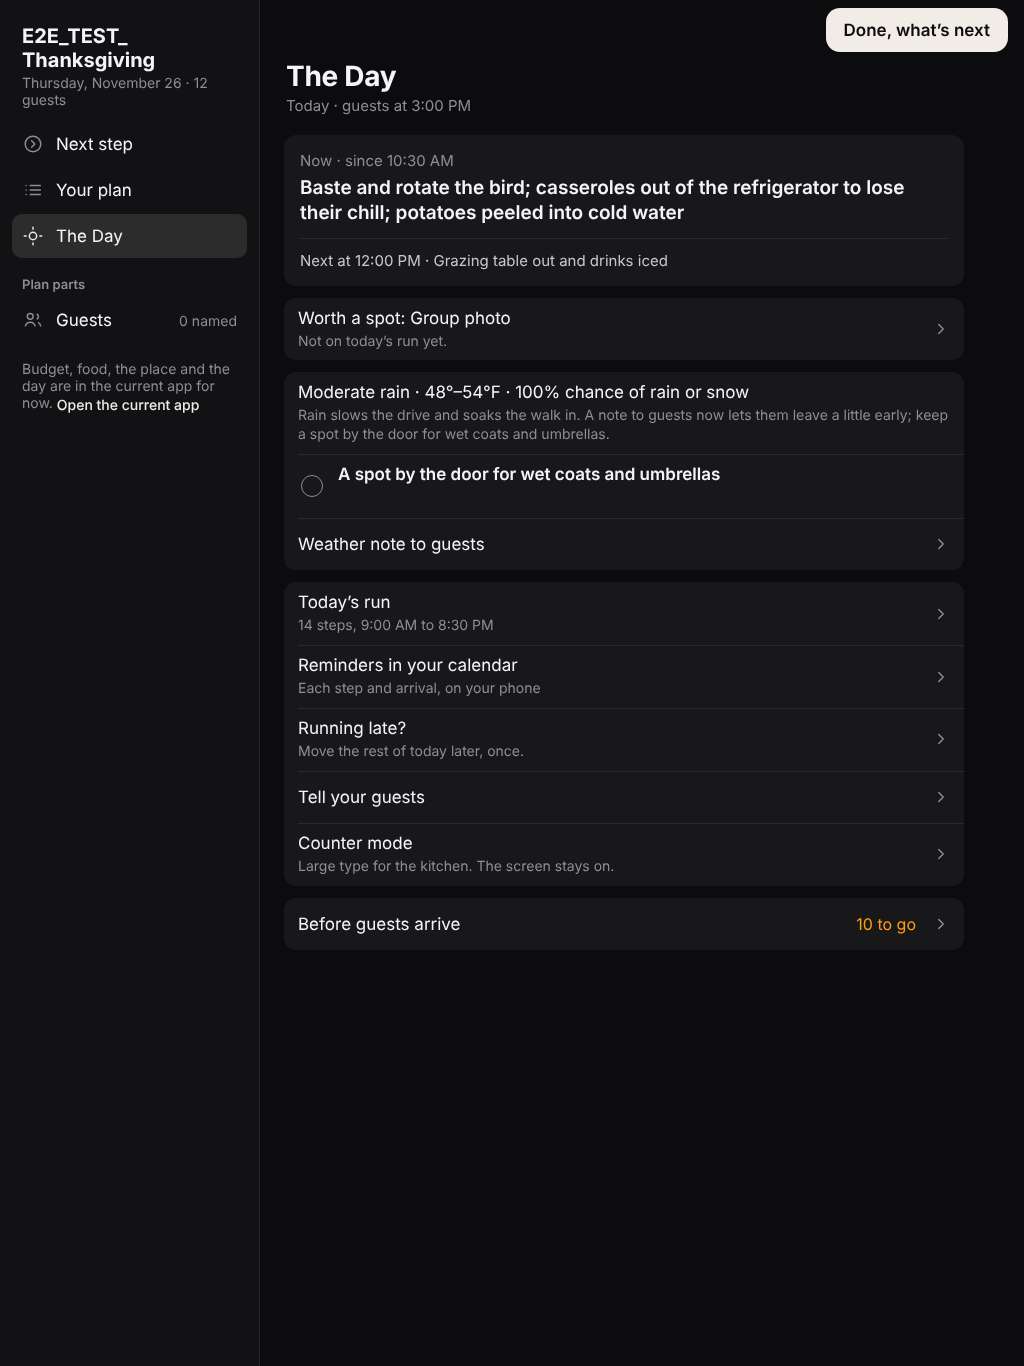 E2E_TEST_
Thanksgiving
Thursday, November 26 · 12
guests
Next step
Your plan
The Day
Plan parts
Guests 0 named
Budget, food, the place and the
day are in the current app for
now. Open the current app
Done, what’s next
The Day
Today · guests at 3:00 PM
Now · since 10:30 AM
Baste and rotate the bird; casseroles out of the refrigerator to lose
their chill; potatoes peeled into cold water
Next at 12:00 PM · Grazing table out and drinks iced
Worth a spot: Group photo
Not on today’s run yet.
Moderate rain · 48°–54°F · 100% chance of rain or snow
Rain slows the drive and soaks the walk in. A note to guests now lets them leave a little early; keep
a spot by the door for wet coats and umbrellas.
A spot by the door for wet coats and umbrellas
Weather note to guests
Today’s run
14 steps, 9:00 AM to 8:30 PM
Reminders in your calendar
Each step and arrival, on your phone
Running late?
Move the rest of today later, once.
Tell your guests
Counter mode
Large type for the kitchen. The screen stays on.
Before guests arrive 10 to go